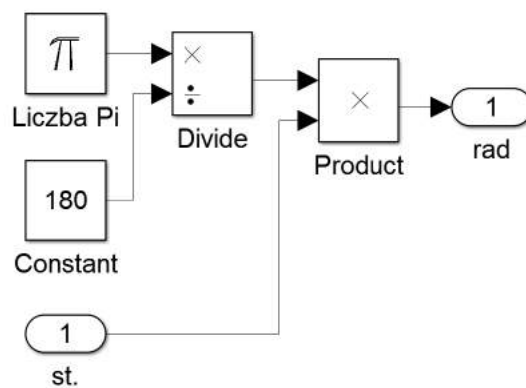 π
×
÷
Liczba Pi
Divide
180
Constant
×
Product
1
rad
1
st.